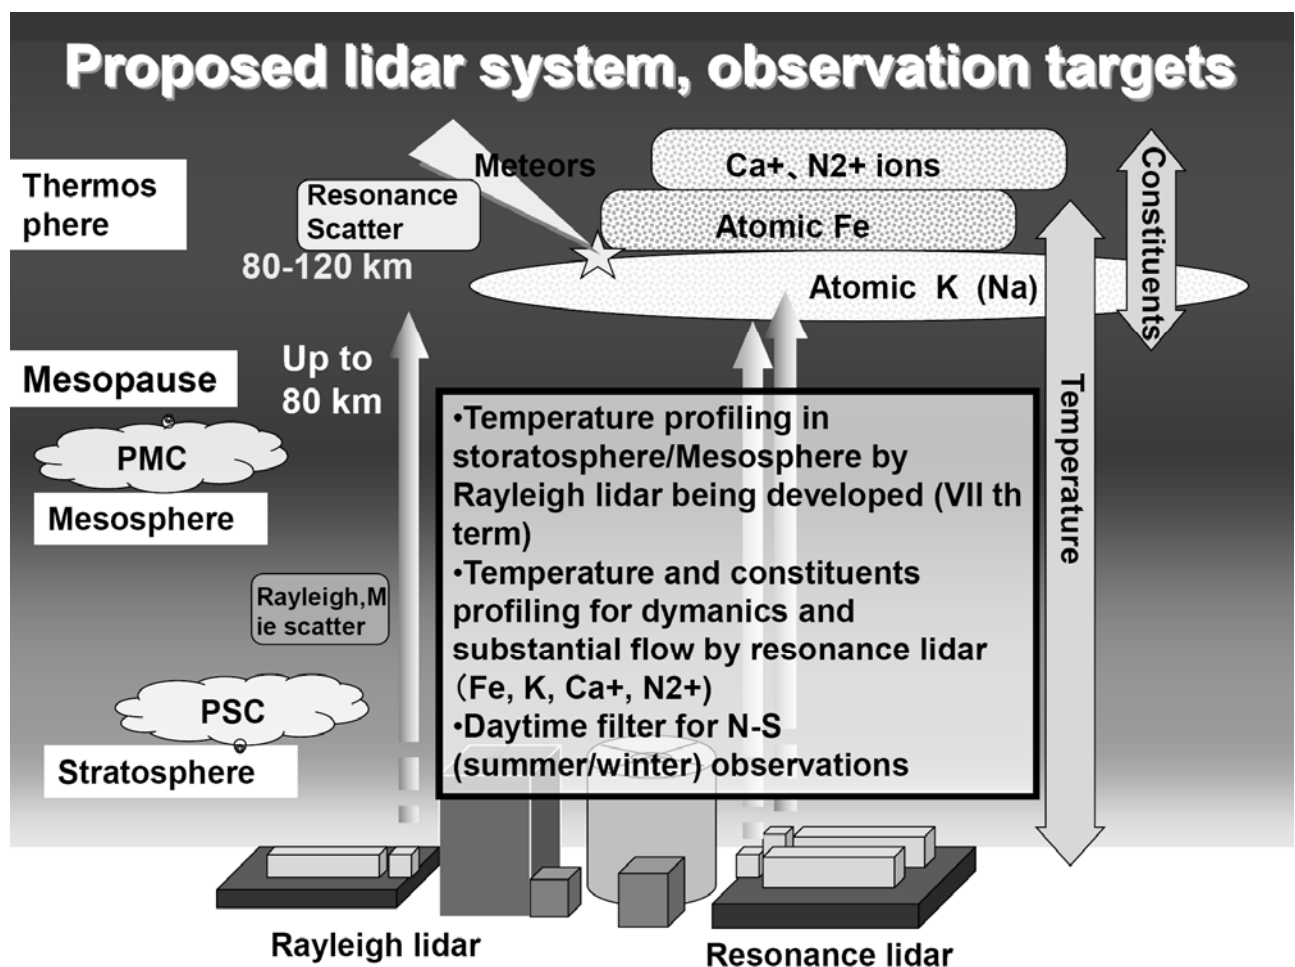 Proposed lidar system, observation targets
Thermos
phere
Resonance
Scatter
80-120 km
Meteors
Ca+、N2+ ions
Atomic Fe
Atomic K (Na)
Constituents
Temperature
Mesopause
Up to
80 km
PMC
Mesosphere
Rayleigh,M
ie scatter
PSC
Stratosphere
•Temperature profiling in
storatosphere/Mesosphere by
Rayleigh lidar being developed (VII th
term)
•Temperature and constituents
profiling for dymanics and
substantial flow by resonance lidar
（Fe, K, Ca+, N2+)
•Daytime filter for N-S
(summer/winter) observations
Rayleigh lidar
Resonance lidar